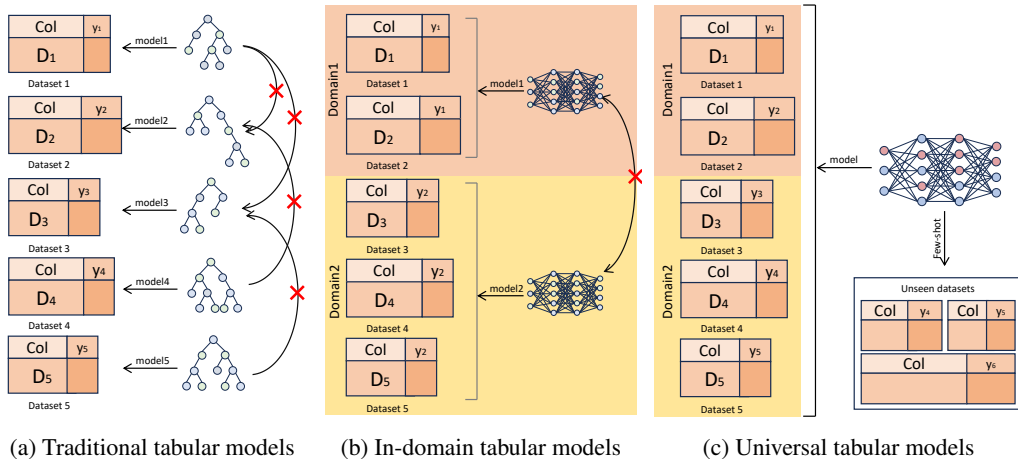 Col y₁
D₁
Dataset 1
model1
Col y₂
D₂
Dataset 2
model2
Col y₃
D₃
Dataset 3
model3
Col y₄
D₄
Dataset 4
model4
Col y₅
D₅
Dataset 5
model5
(a) Traditional tabular models
Domain1
Col y₁
D₁
Dataset 1
Col y₁
D₂
Dataset 2
model1
Domain2
Col y₂
D₃
Dataset 3
Col y₂
D₄
Dataset 4
Col y₂
D₅
Dataset 5
model2
(b) In-domain tabular models
Domain1
Col y₁
D₁
Dataset 1
Col y₂
D₂
Dataset 2
Domain2
Col y₃
D₃
Dataset 3
Col y₄
D₄
Dataset 4
Col y₅
D₅
Dataset 5
model
Few-shot
Unseen datasets
Col y₄ Col y₅
Col y₆
(c) Universal tabular models